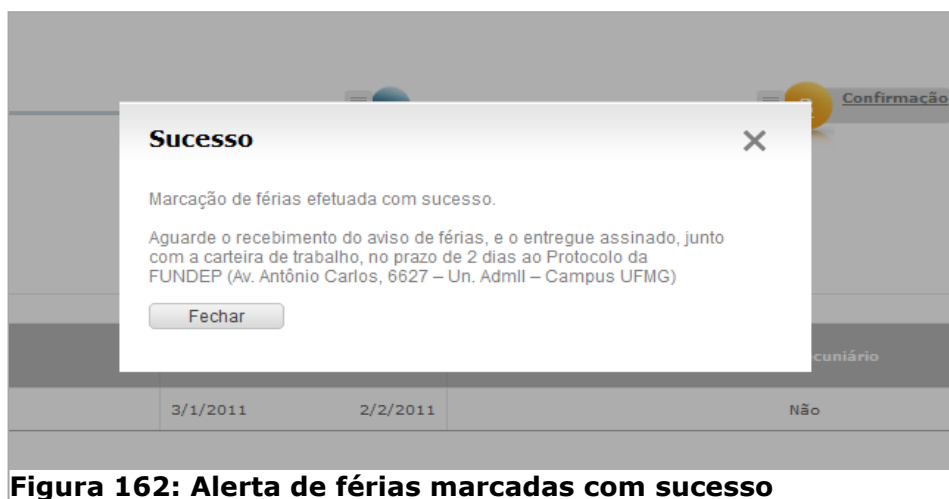 Confirmação
Sucesso
Marcação de férias efetuada com sucesso.
Aguarde o recebimento do aviso de férias, e o entregue assinado, junto
com a carteira de trabalho, no prazo de 2 dias ao Protocolo da
FUNDEP (Av. Antônio Carlos, 6627 – Un. AdmII – Campus UFMG)
Fechar
cuniário
3/1/2011 2/2/2011 Não
Figura 162: Alerta de férias marcadas com sucesso